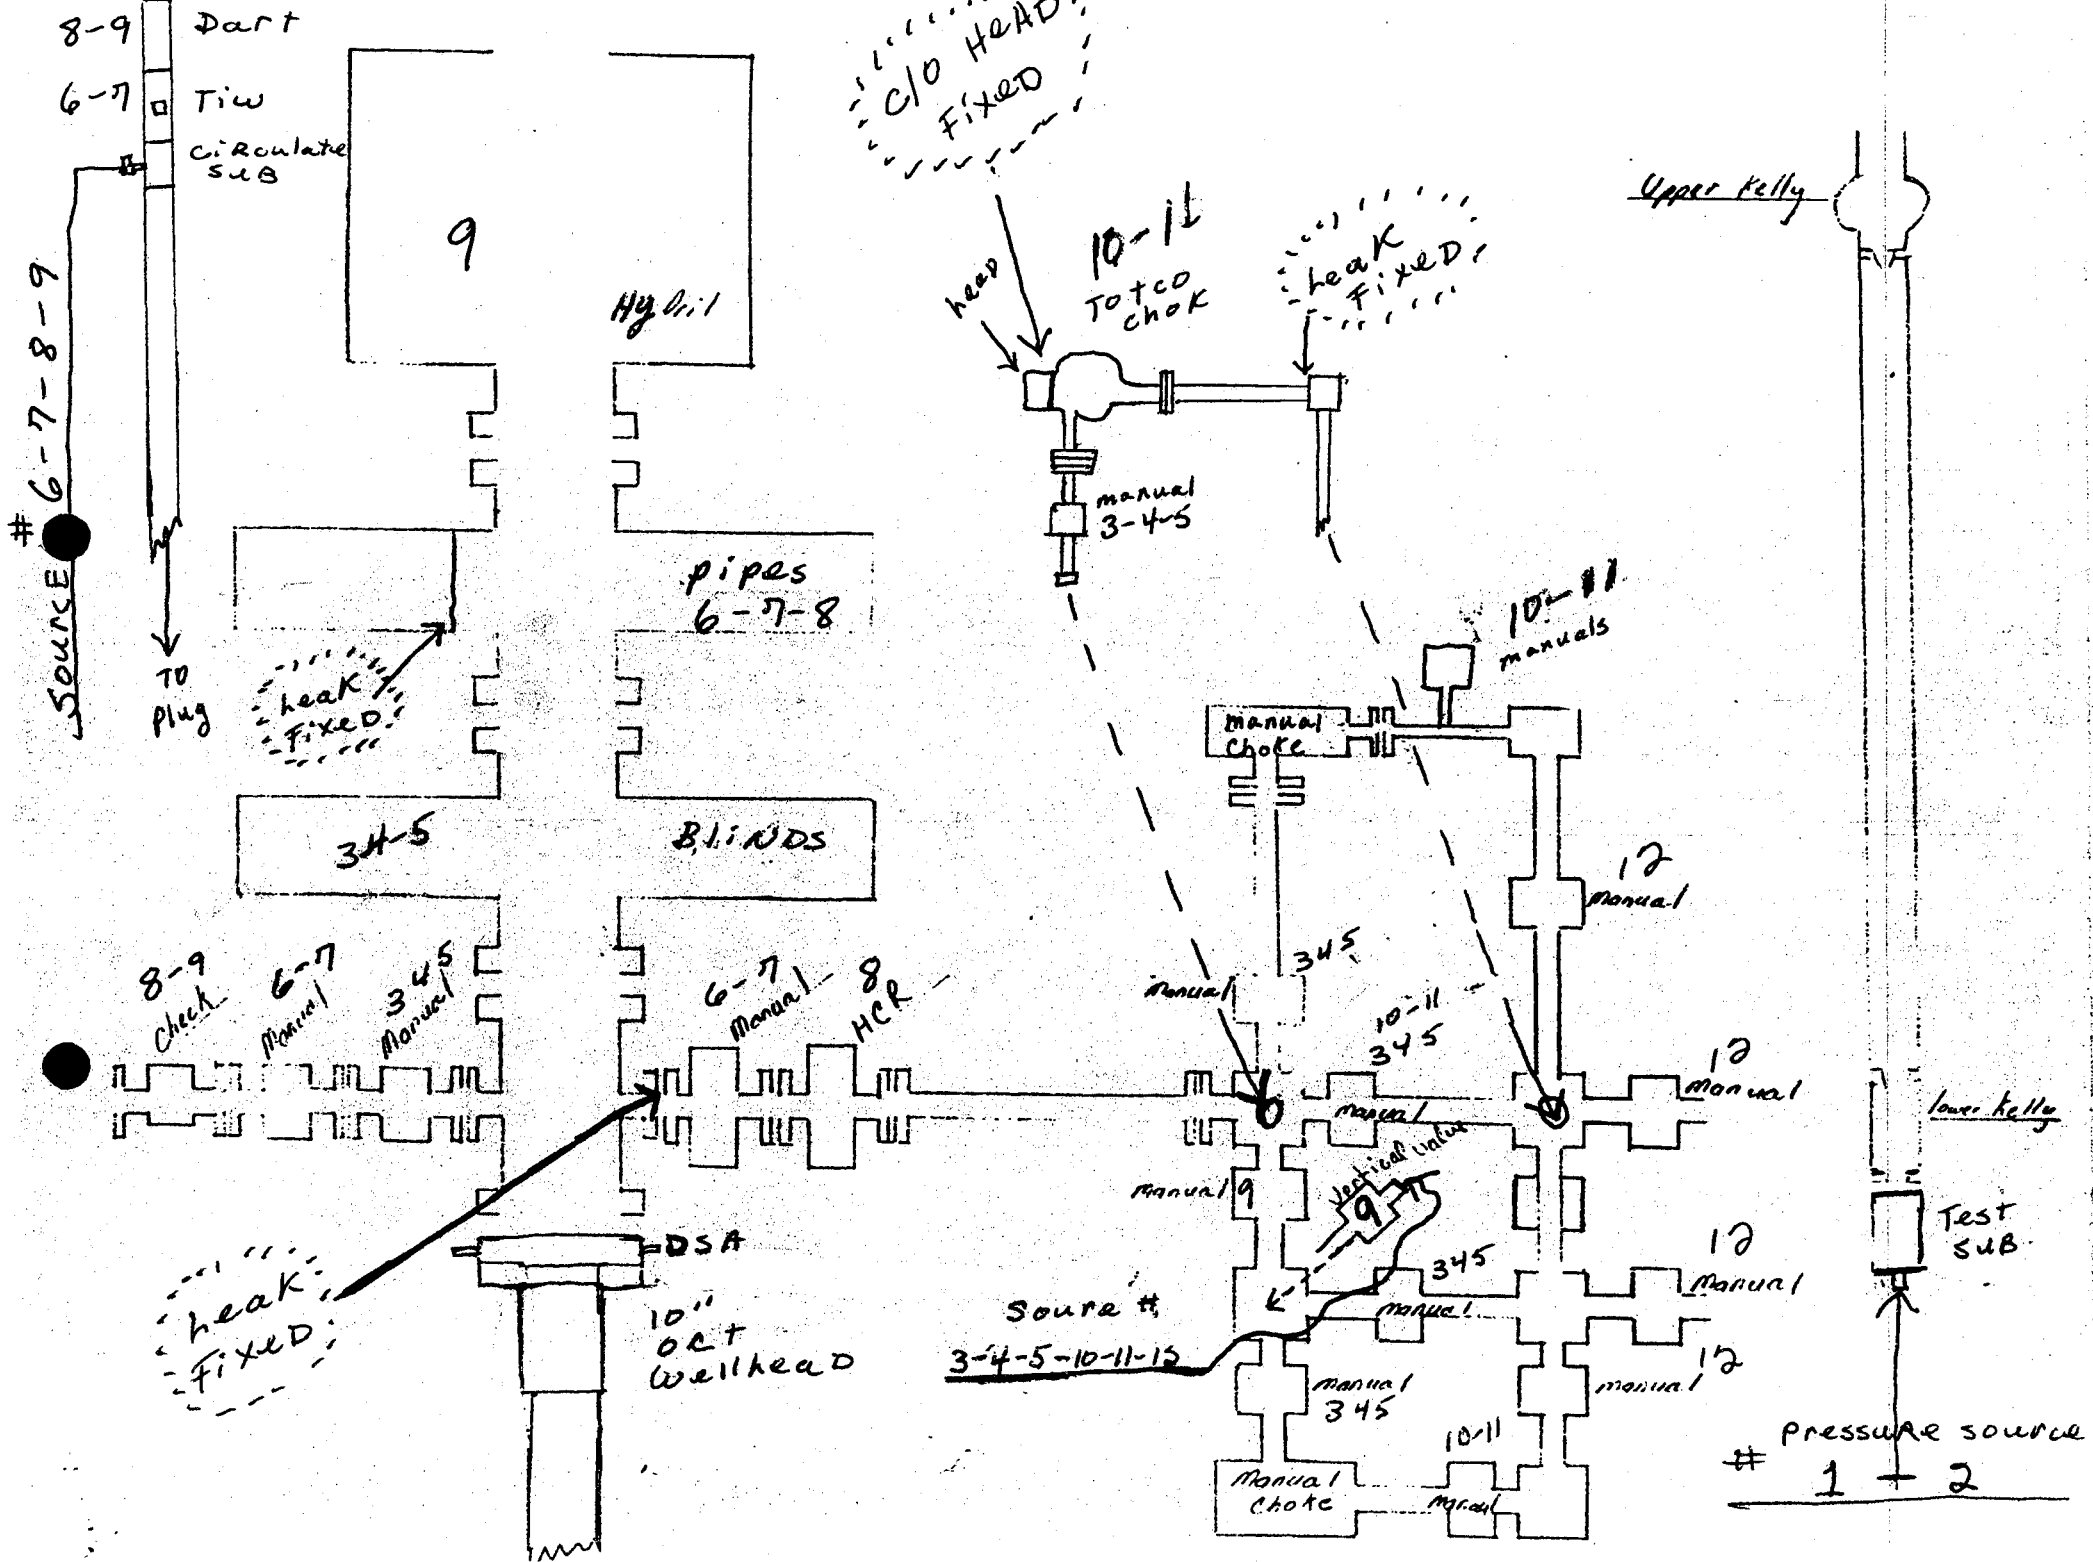 8-9 Dart
6-7 Tiw
CiRculate
SuB
# 6-7-8-9
SOURCE
TO
Plug
9
Hydril
C/O HeAD
FixeD
head
10-11
Totco
chok
LeaK
FixeD
manual
3-4-5
Upper Kelly
pipes
6-7-8
LeaK
FixeD
10-11
manuals
manual
choke
34-5
BLiNDS
12
Manual
8-9
Check
6-7
Manual
345
Manual
6-7
Manual
8
HCR
Manual
345
10-11
345
Manual
12
Manual
lower Kelly
Manual 9
Vertical Valve
9
Test
SUB
DSA
10"
OCT
WellheaD
LeaK
FixeD
345
Manual
12
Manual
Soure #
3-4-5-10-11-12
manual
345
12
manual
10-11
Manual
Choke
Manual
# Pressure source
1 - 2